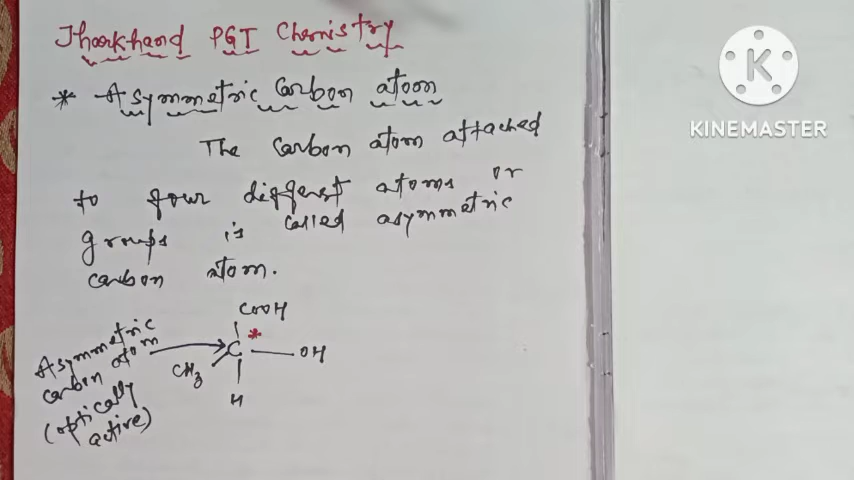 Jharkhand PGT Chemistry
* Asymmetric carbon atom
The carbon atom attached
to four different atoms or
groups is called asymmetric
carbon atom.
COOH
Asymmetric
carbon atom
(optically
active)
C*
OH
CH3
H
K
KINEMASTER